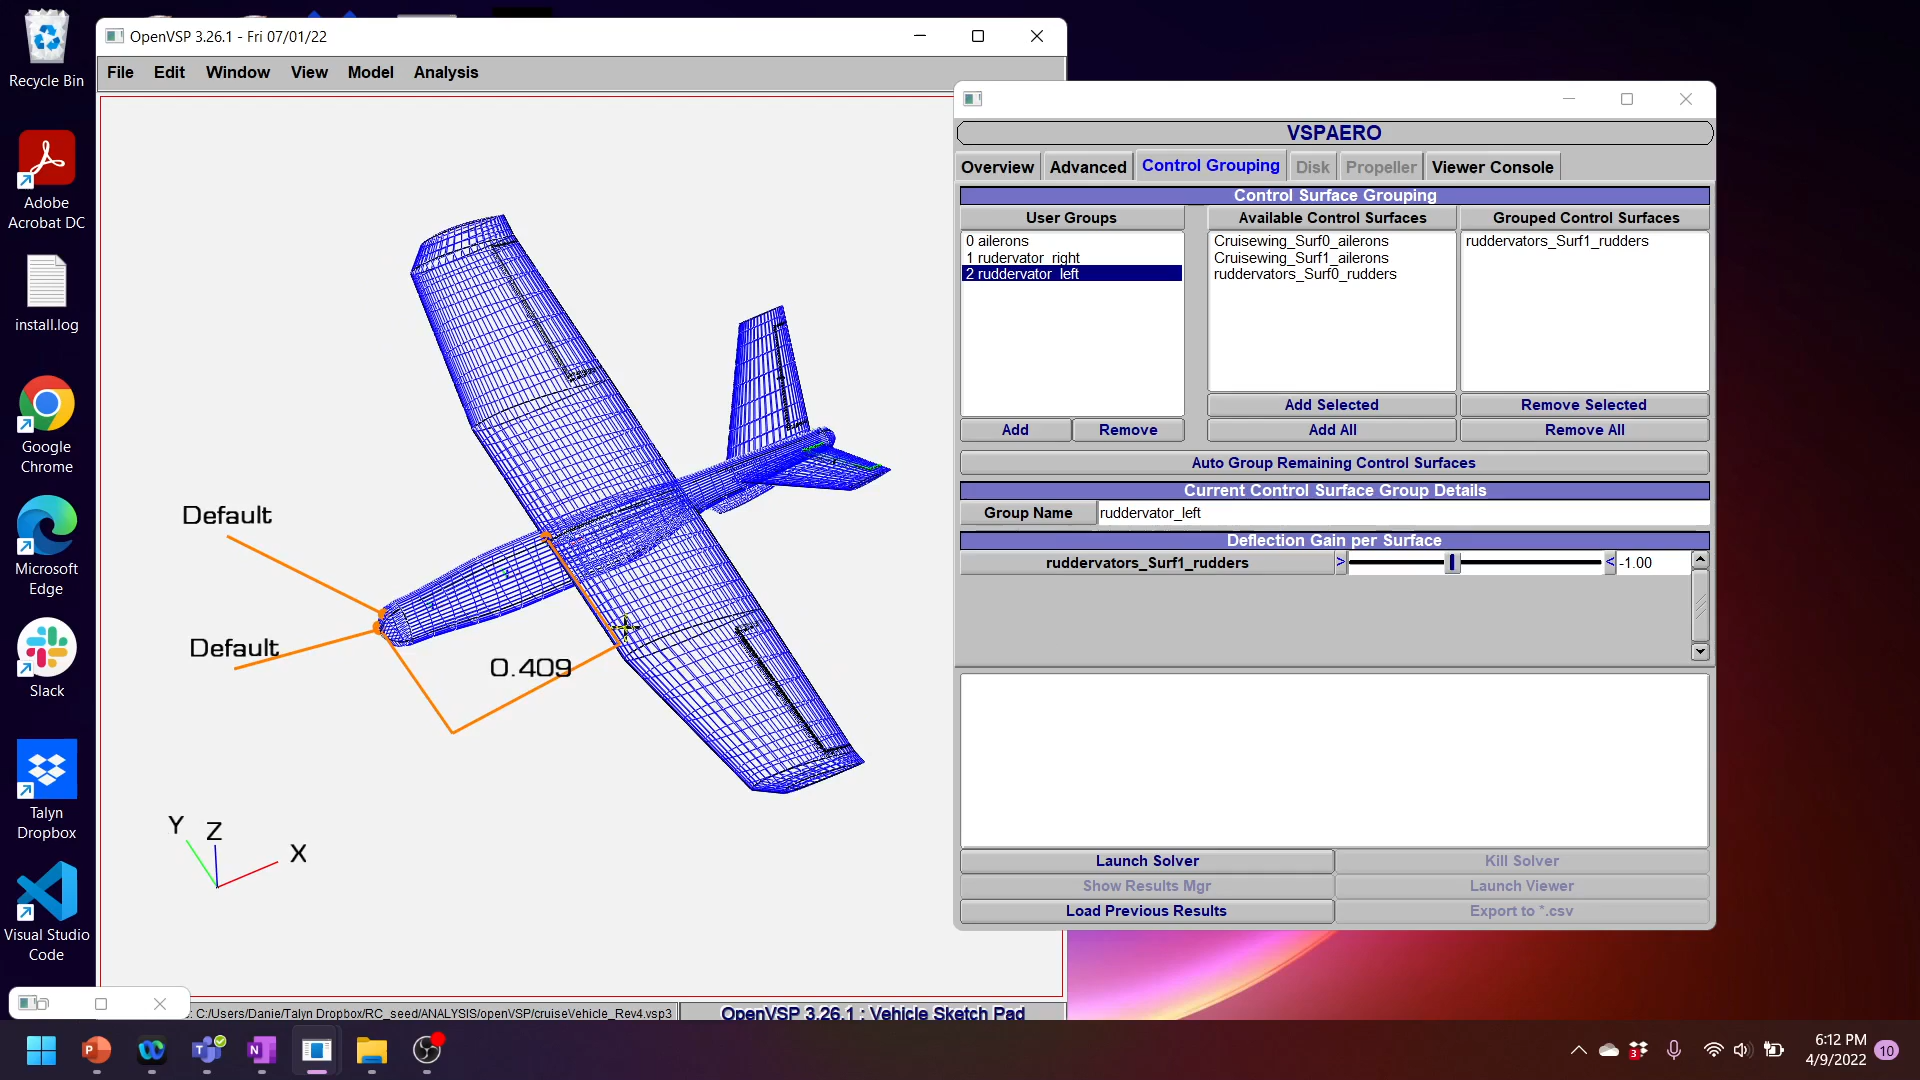 Recycle Bin
Adobe
Acrobat DC
install.log
Google
Chrome
Microsoft
Edge
Slack
Talyn
Dropbox
Visual Studio
Code
OpenVSP 3.26.1 - Fri 07/01/22
File Edit Window View Model Analysis
Default
Default
0.409
Y Z X
: C:/Users/Danie/Talyn Dropbox/RC_seed/ANALYSIS/openVSP/cruiseVehicle_Rev4.vsp3
OpenVSP 3.26.1 : Vehicle Sketch Pad
VSPAERO
Overview Advanced Control Grouping Disk Propeller Viewer Console
Control Surface Grouping
User Groups Available Control Surfaces Grouped Control Surfaces
0 ailerons Cruisewing_Surf0_ailerons ruddervators_Surf1_rudders
1 rudervator_right Cruisewing_Surf1_ailerons
2 ruddervator_left ruddervators_Surf0_rudders
Add Selected Remove Selected
Add Remove Add All Remove All
Auto Group Remaining Control Surfaces
Current Control Surface Group Details
Group Name ruddervator_left
Deflection Gain per Surface
ruddervators_Surf1_rudders > < -1.00
Launch Solver Kill Solver
Show Results Mgr Launch Viewer
Load Previous Results Export to *.csv
3
6:12 PM
4/9/2022
10